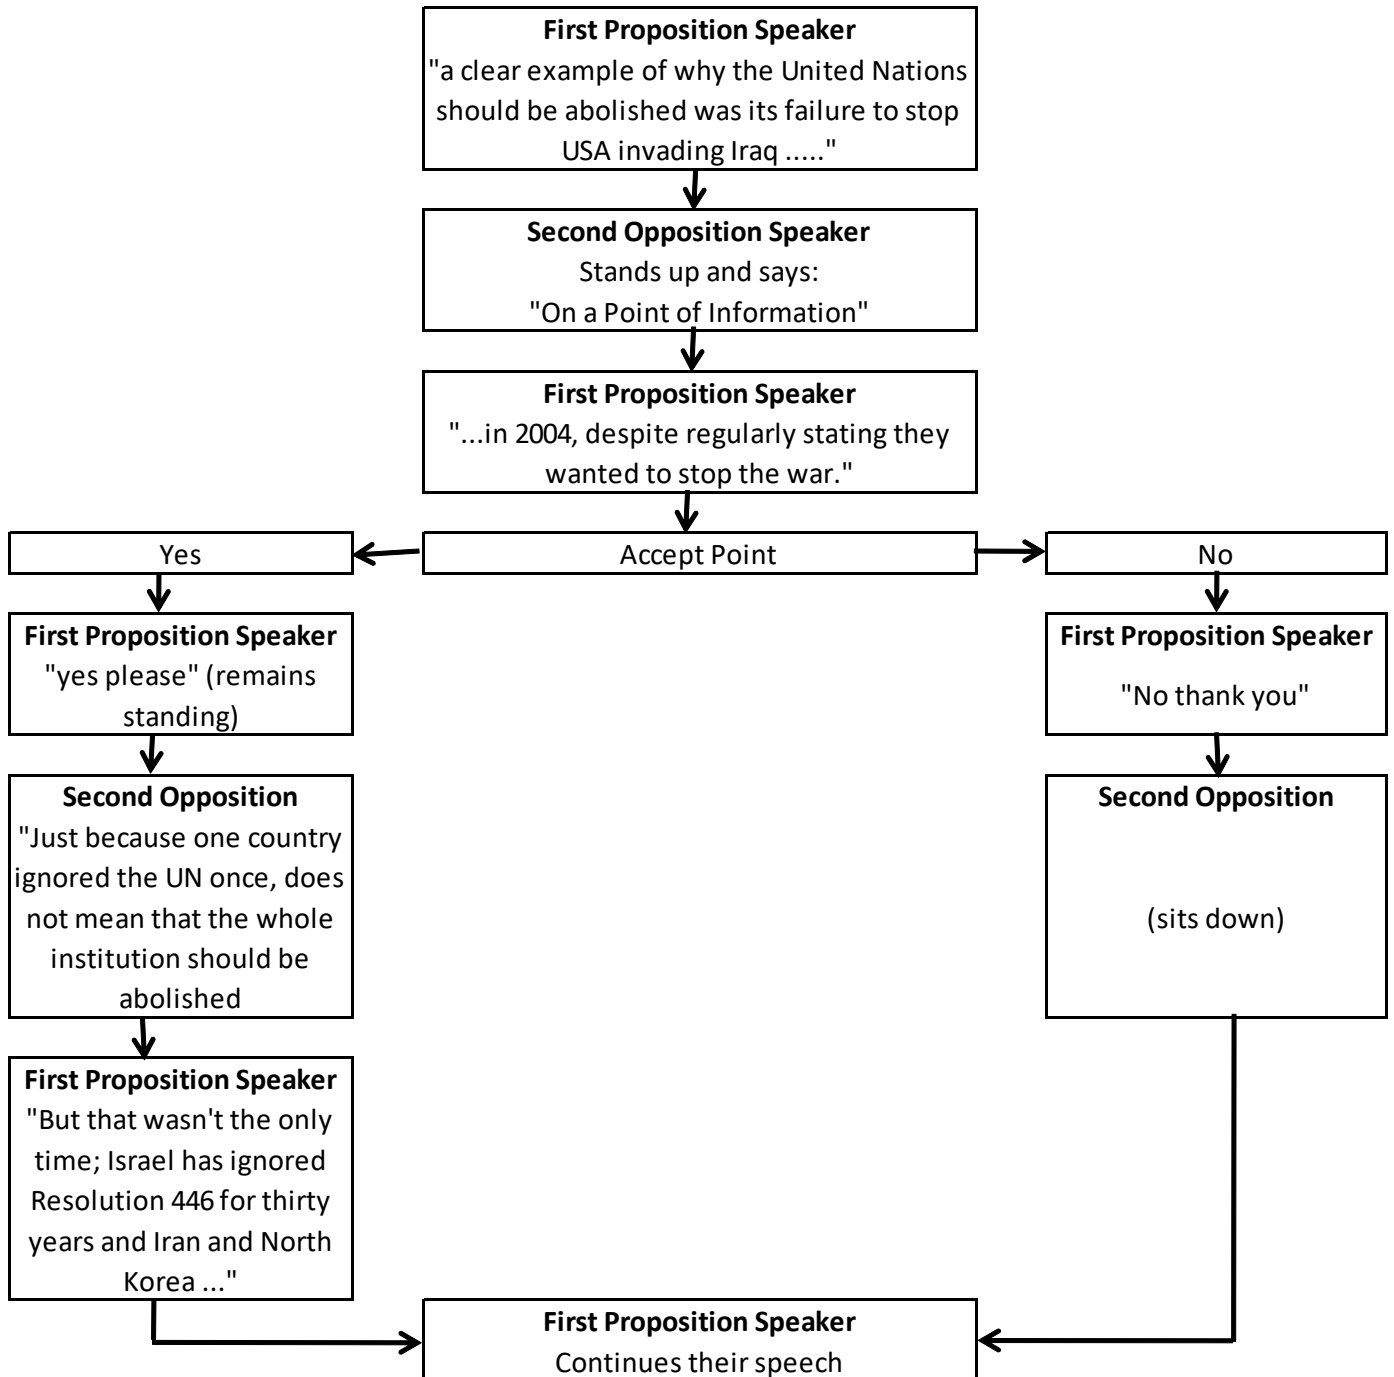 First Proposition Speaker
"a clear example of why the United Nations
should be abolished was its failure to stop
USA invading Iraq ....."
Second Opposition Speaker
Stands up and says:
"On a Point of Information"
First Proposition Speaker
"...in 2004, despite regularly stating they
wanted to stop the war."
Yes
Accept Point
No
First Proposition Speaker
"yes please" (remains
standing)
First Proposition Speaker
"No thank you"
Second Opposition
"Just because one country
ignored the UN once, does
not mean that the whole
institution should be
abolished
Second Opposition
(sits down)
First Proposition Speaker
"But that wasn't the only
time; Israel has ignored
Resolution 446 for thirty
years and Iran and North
Korea ..."
First Proposition Speaker
Continues their speech